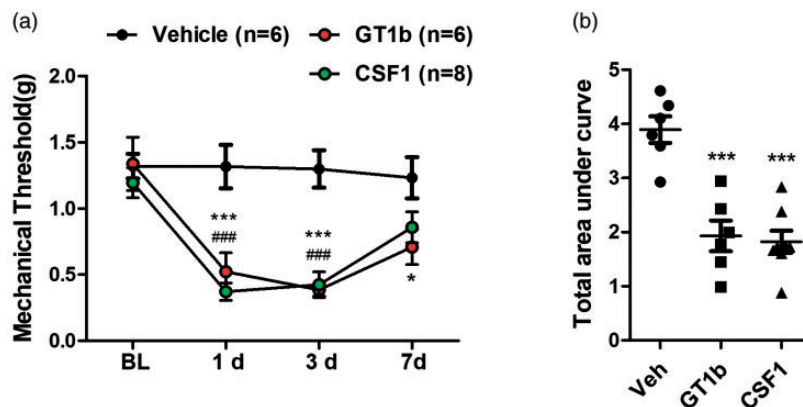 (a)
Vehicle (n=6)
GT1b (n=6)
CSF1 (n=8)
Mechanical Threshold(g)
2.0
1.5
1.0
0.5
0.0
***
###
***
###
*
BL
1 d
3 d
7d
(b)
Total area under curve
5
4
3
2
1
0
***
***
Veh
GT1b
CSF1